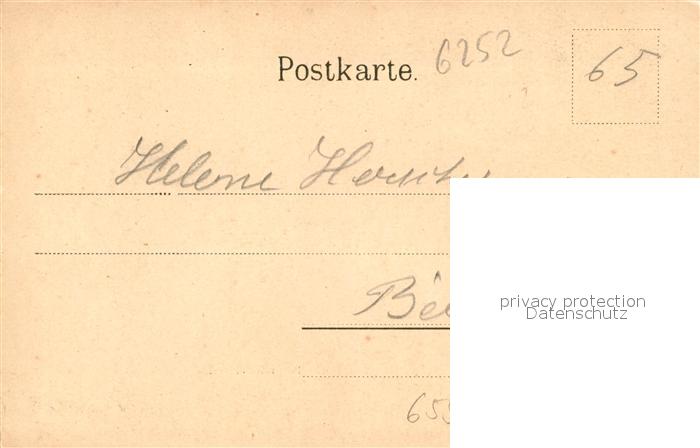 Postkarte. 6252
65
Helene
privacy protection
Datenschutz